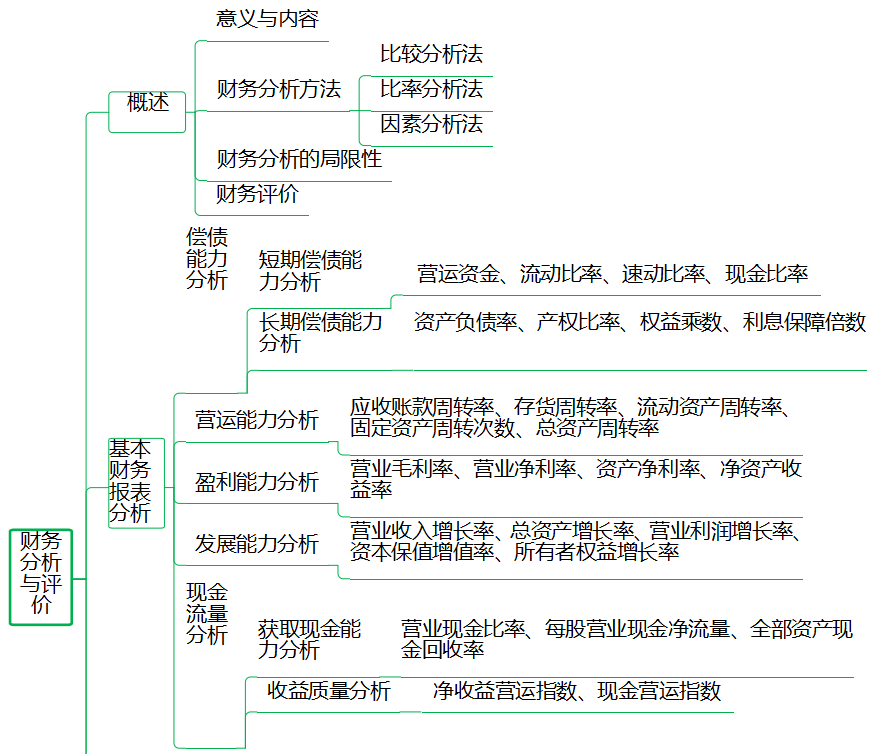 意义与内容
比较分析法
财务分析方法
比率分析法
概述
因素分析法
财务分析的局限性
财务评价
偿债
能力
分析
短期偿债能
力分析
营运资金、流动比率、速动比率、现金比率
长期偿债能力
分析
资产负债率、产权比率、权益乘数、利息保障倍数
营运能力分析
应收账款周转率、存货周转率、流动资产周转率、
固定资产周转次数、总资产周转率
基本
财务
报表
分析
盈利能力分析
营业毛利率、营业净利率、资产净利率、净资产收
益率
发展能力分析
营业收入增长率、总资产增长率、营业利润增长率、
资本保值增值率、所有者权益增长率
财务
分析
与评
价
现金
流量
分析
获取现金能
力分析
营业现金比率、每股营业现金净流量、全部资产现
金回收率
收益质量分析
净收益营运指数、现金营运指数